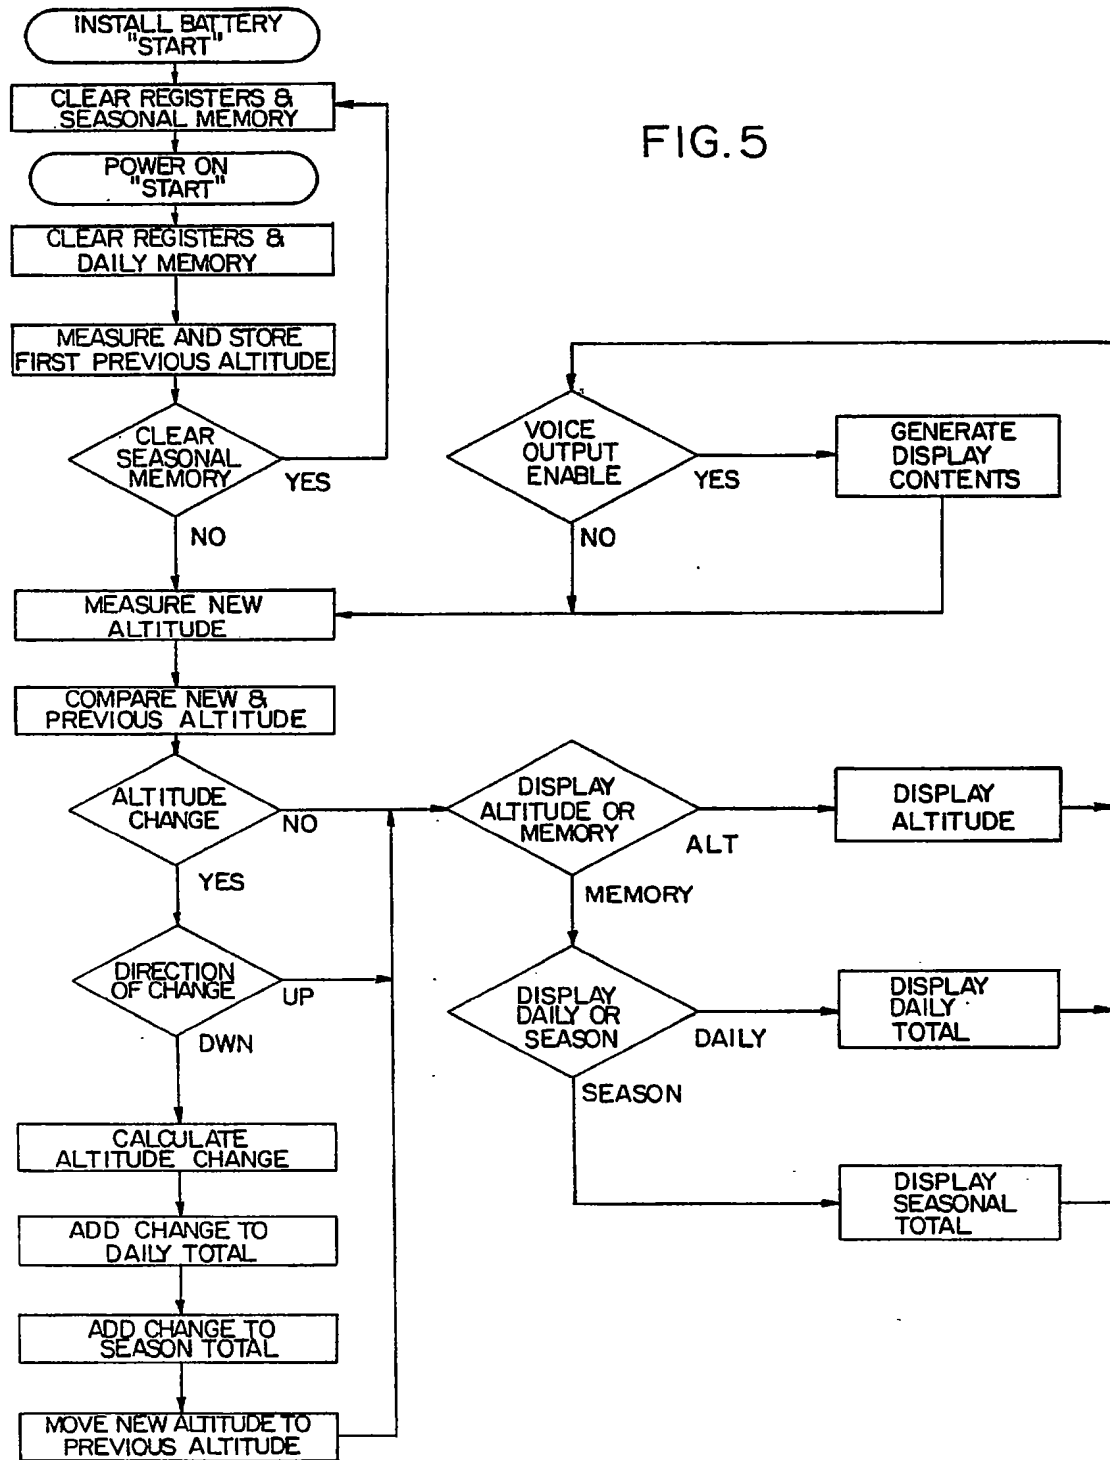 INSTALL BATTERY
"START"
CLEAR REGISTERS &
SEASONAL MEMORY
POWER ON
"START"
CLEAR REGISTERS &
DAILY MEMORY
MEASURE AND STORE
FIRST PREVIOUS ALTITUDE
CLEAR
SEASONAL
MEMORY
YES
NO
MEASURE NEW
ALTITUDE
COMPARE NEW &
PREVIOUS ALTITUDE
ALTITUDE
CHANGE
NO
YES
DIRECTION
OF CHANGE
UP
DWN
CALCULATE
ALTITUDE CHANGE
ADD CHANGE TO
DAILY TOTAL
ADD CHANGE TO
SEASON TOTAL
MOVE NEW ALTITUDE TO
PREVIOUS ALTITUDE
FIG. 5
VOICE
OUTPUT
ENABLE
YES
NO
GENERATE
DISPLAY
CONTENTS
DISPLAY
ALTITUDE OR
MEMORY
ALT
MEMORY
DISPLAY
ALTITUDE
DISPLAY
DAILY OR
SEASON
DAILY
SEASON
DISPLAY
DAILY
TOTAL
DISPLAY
SEASONAL
TOTAL